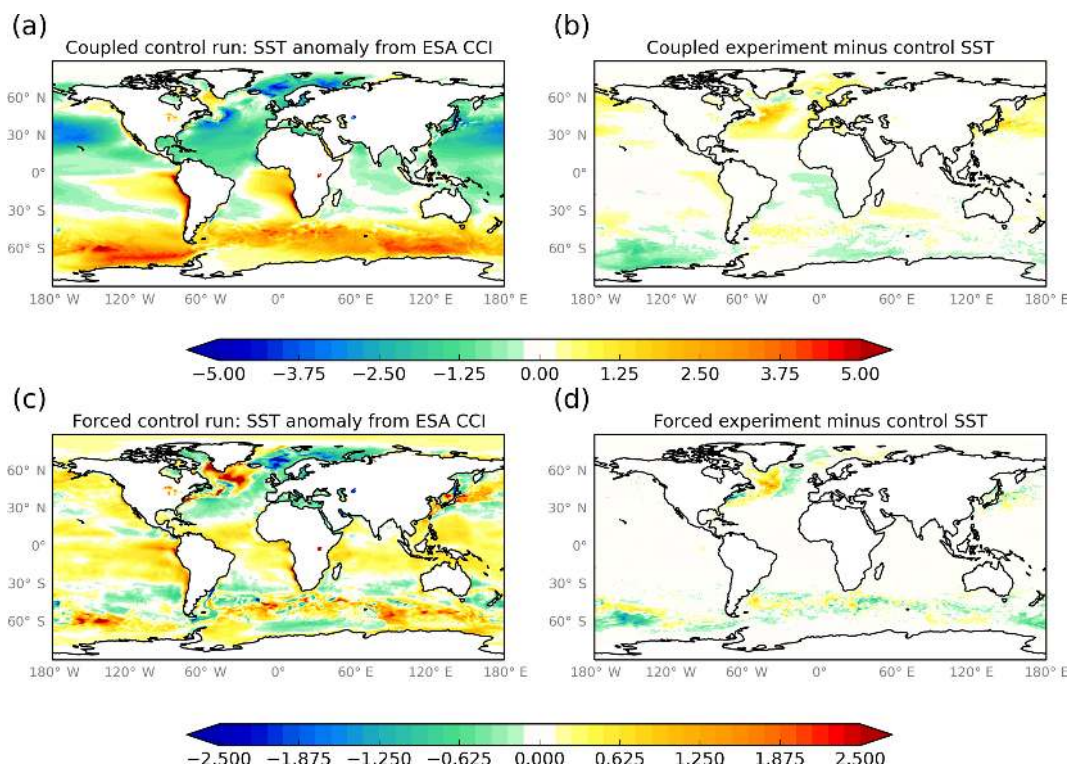 (a)
Coupled control run: SST anomaly from ESA CCI
60° N
30° N
0°
30° S
60° S
180° W 120° W 60° W 0° 60° E 120° E 180° E
(b)
Coupled experiment minus control SST
60° N
30° N
0°
30° S
60° S
180° W 120° W 60° W 0° 60° E 120° E 180° E
−5.00 −3.75 −2.50 −1.25 0.00 1.25 2.50 3.75 5.00
(c)
Forced control run: SST anomaly from ESA CCI
60° N
30° N
0°
30° S
60° S
180° W 120° W 60° W 0° 60° E 120° E 180° E
(d)
Forced experiment minus control SST
60° N
30° N
0°
30° S
60° S
180° W 120° W 60° W 0° 60° E 120° E 180° E
−2.500 −1.875 −1.250 −0.625 0.000 0.625 1.250 1.875 2.500